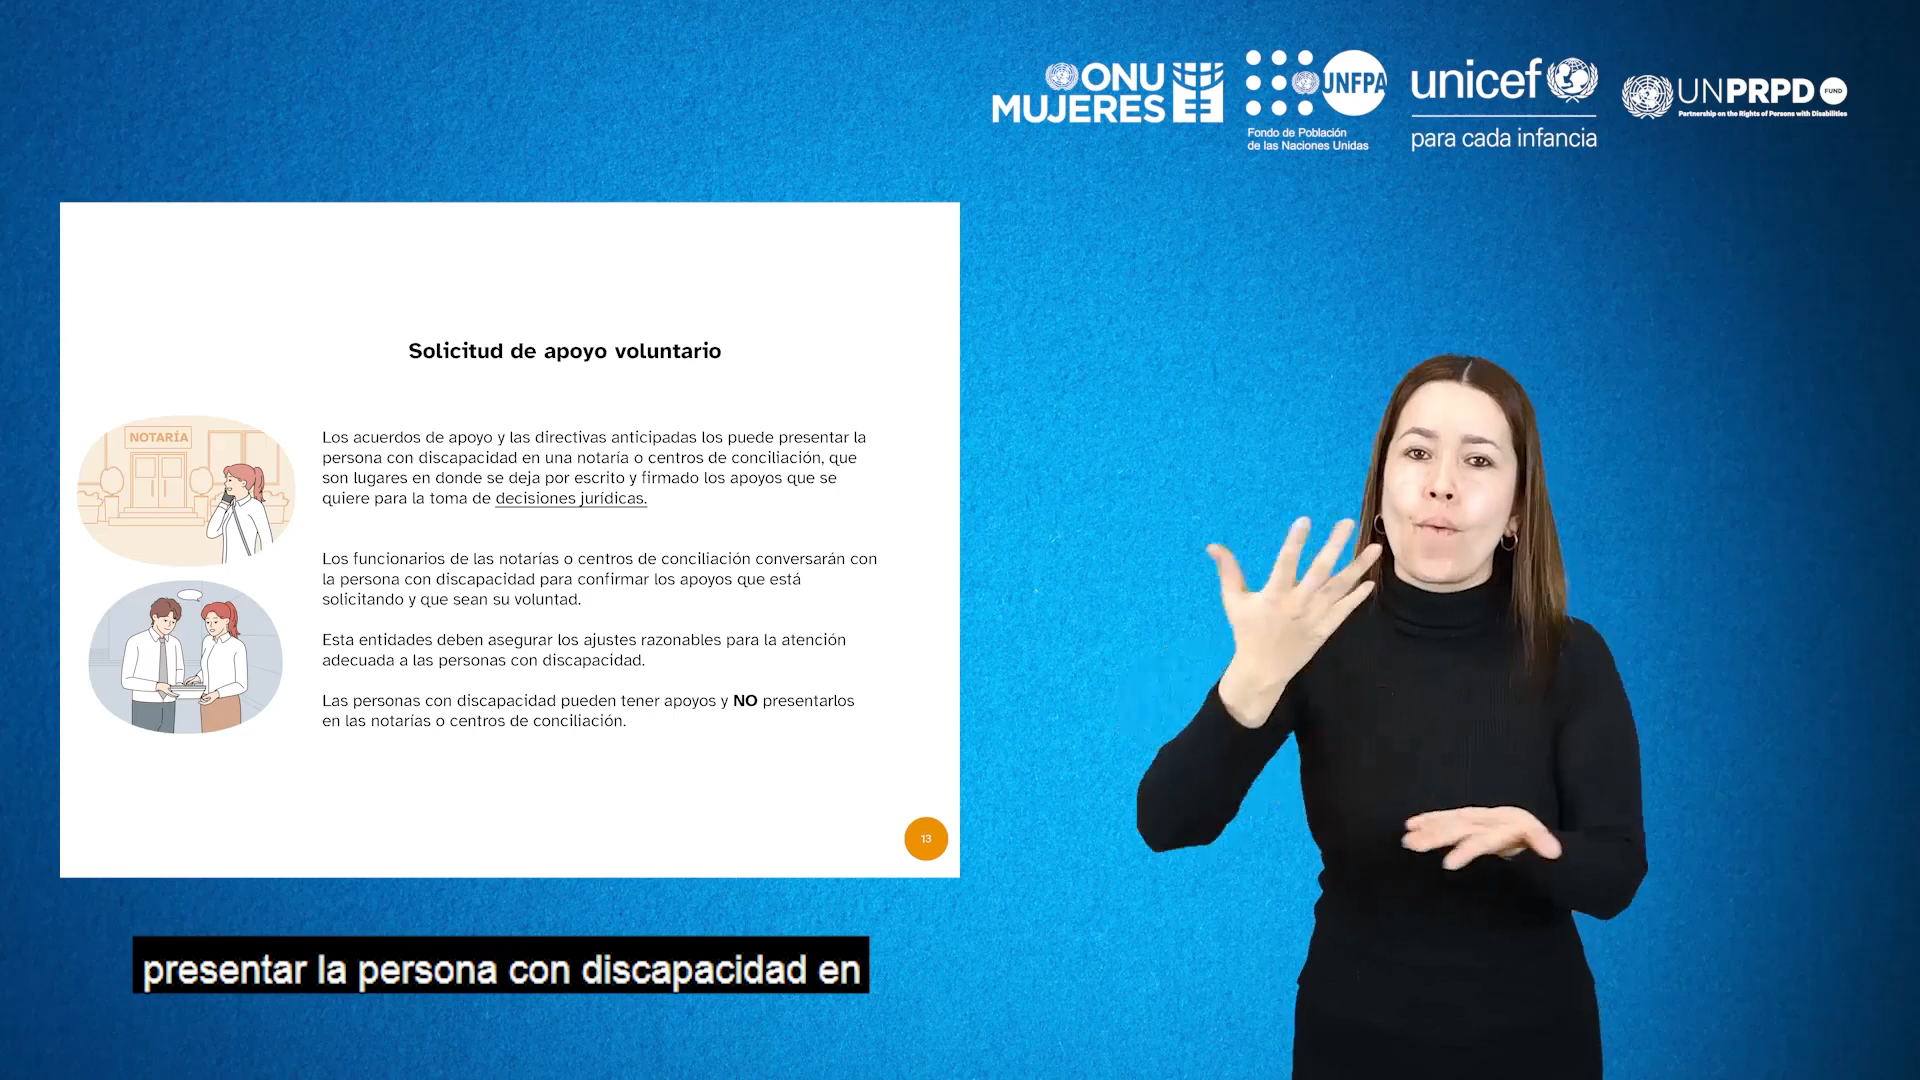 ONU
MUJERES
UNFPA
Fondo de Población
de las Naciones Unidas
unicef
para cada infancia
UNPRPD FUND
Partnership on the Rights of Persons with Disabilities
Solicitud de apoyo voluntario
NOTARÍA
Los acuerdos de apoyo y las directivas anticipadas los puede presentar la
persona con discapacidad en una notaría o centros de conciliación, que
son lugares en donde se deja por escrito y firmado los apoyos que se
quiere para la toma de decisiones jurídicas.
Los funcionarios de las notarías o centros de conciliación conversarán con
la persona con discapacidad para confirmar los apoyos que está
solicitando y que sean su voluntad.
Esta entidades deben asegurar los ajustes razonables para la atención
adecuada a las personas con discapacidad.
Las personas con discapacidad pueden tener apoyos y NO presentarlos
en las notarías o centros de conciliación.
13
presentar la persona con discapacidad en